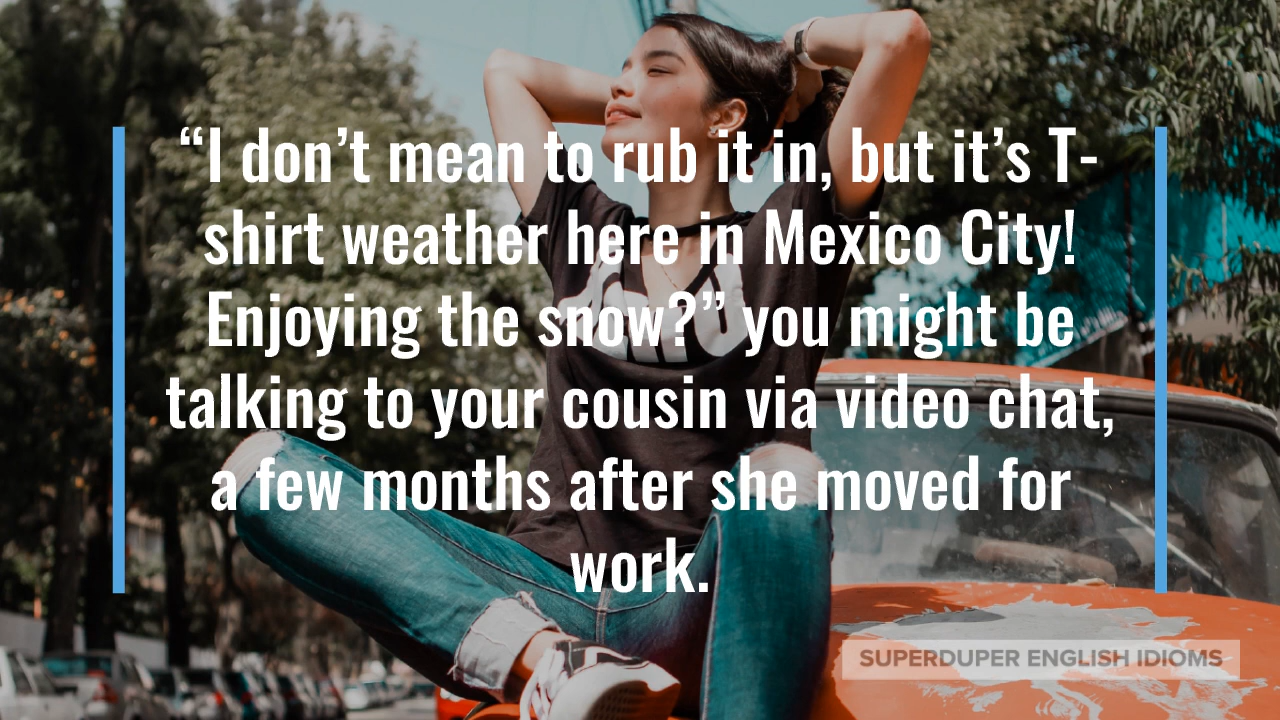 “I don’t mean to rub it in, but it’s T-
shirt weather here in Mexico City!
Enjoying the snow?” you might be
talking to your cousin via video chat,
a few months after she moved for
work.
SUPERDUPER ENGLISH IDIOMS